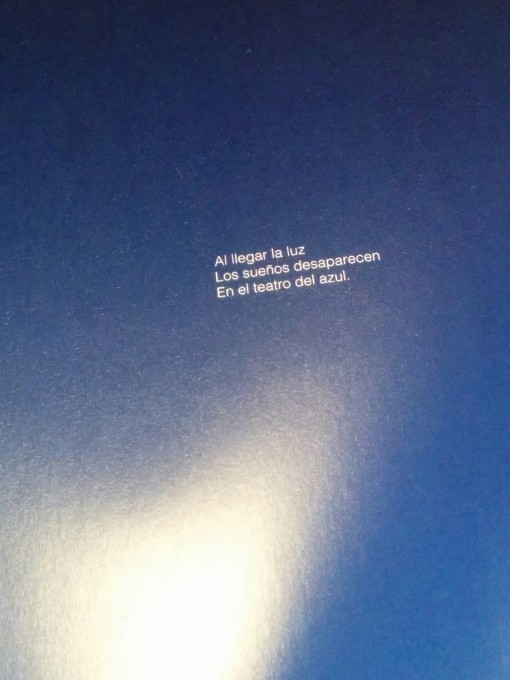 Al llegar la luz
Los sueños desaparecen
En el teatro del azul.